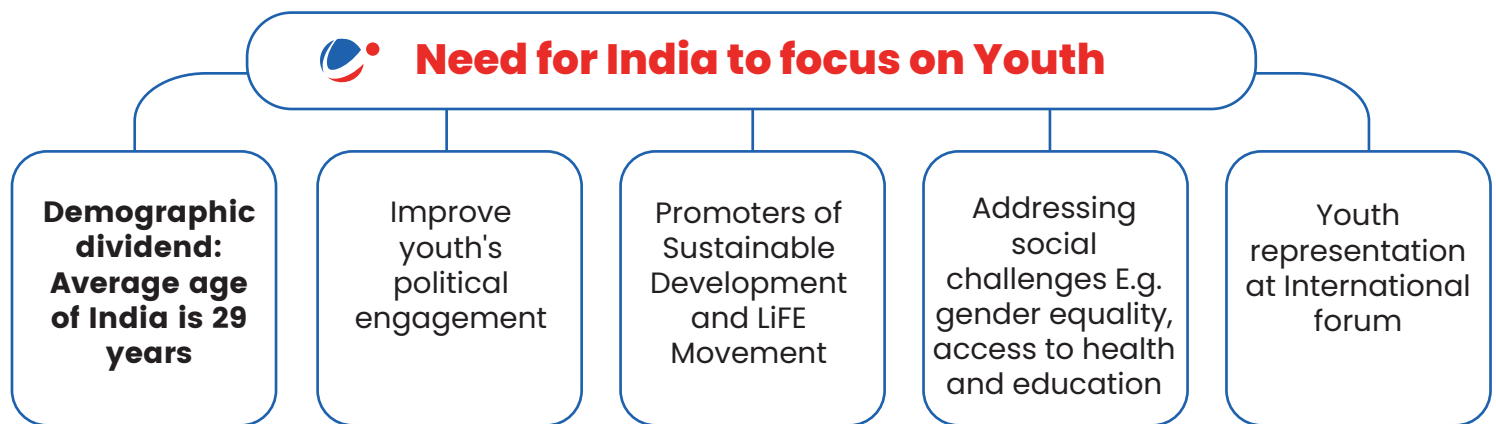 Need for India to focus on Youth
Demographic
dividend:
Average age
of India is 29
years
Improve
youth's
political
engagement
Promoters of
Sustainable
Development
and LiFE
Movement
Addressing
social
challenges E.g.
gender equality,
access to health
and education
Youth
representation
at International
forum